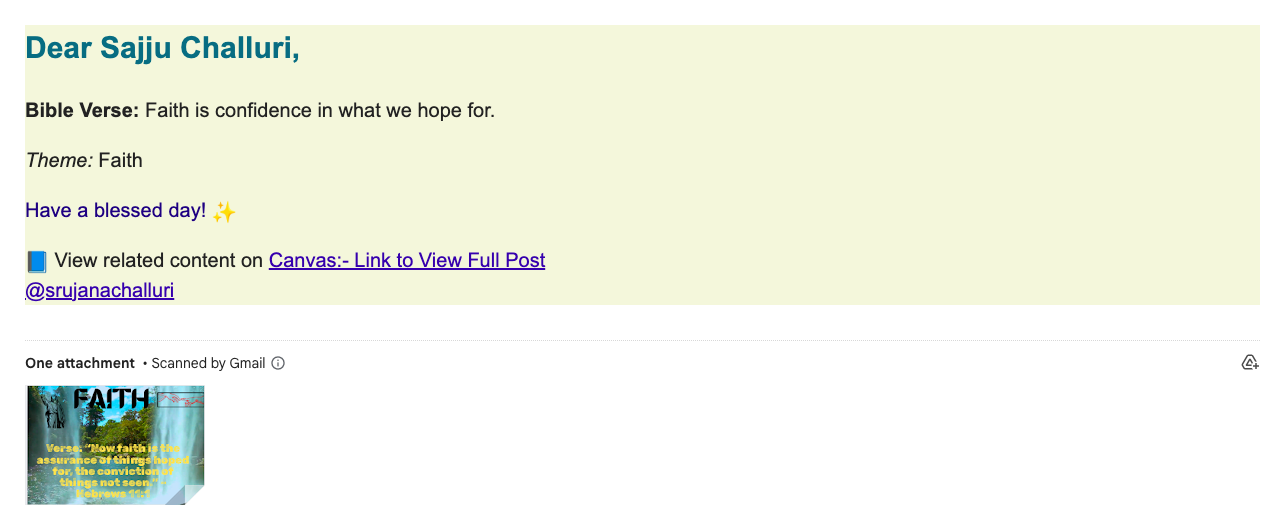 Dear Sajju Challuri,
Bible Verse: Faith is confidence in what we hope for.
Theme: Faith
Have a blessed day! ✨
📘 View related content on Canvas:- Link to View Full Post
@srujanachalluri
One attachment • Scanned by Gmail
FAITH
Verse: "Now faith is the
assurance of things hoped
for, the conviction of
things not seen."
Hebrews 11:1